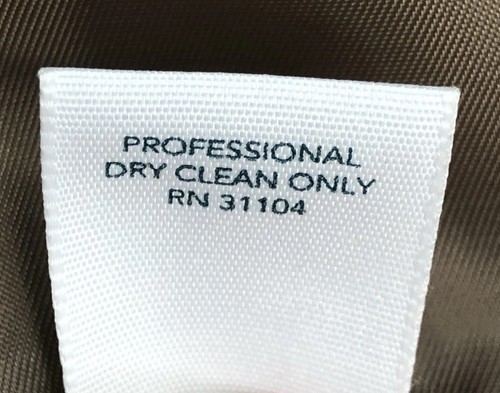 PROFESSIONAL
DRY CLEAN ONLY
RN 31104